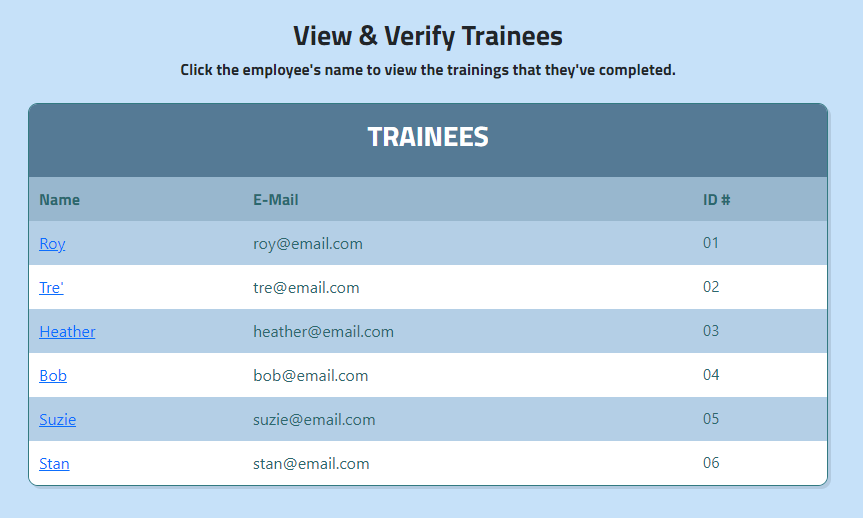 View & Verify Trainees
Click the employee's name to view the trainings that they've completed.
TRAINEES
Name E-Mail ID #
Roy roy@email.com 01
Tre' tre@email.com 02
Heather heather@email.com 03
Bob bob@email.com 04
Suzie suzie@email.com 05
Stan stan@email.com 06